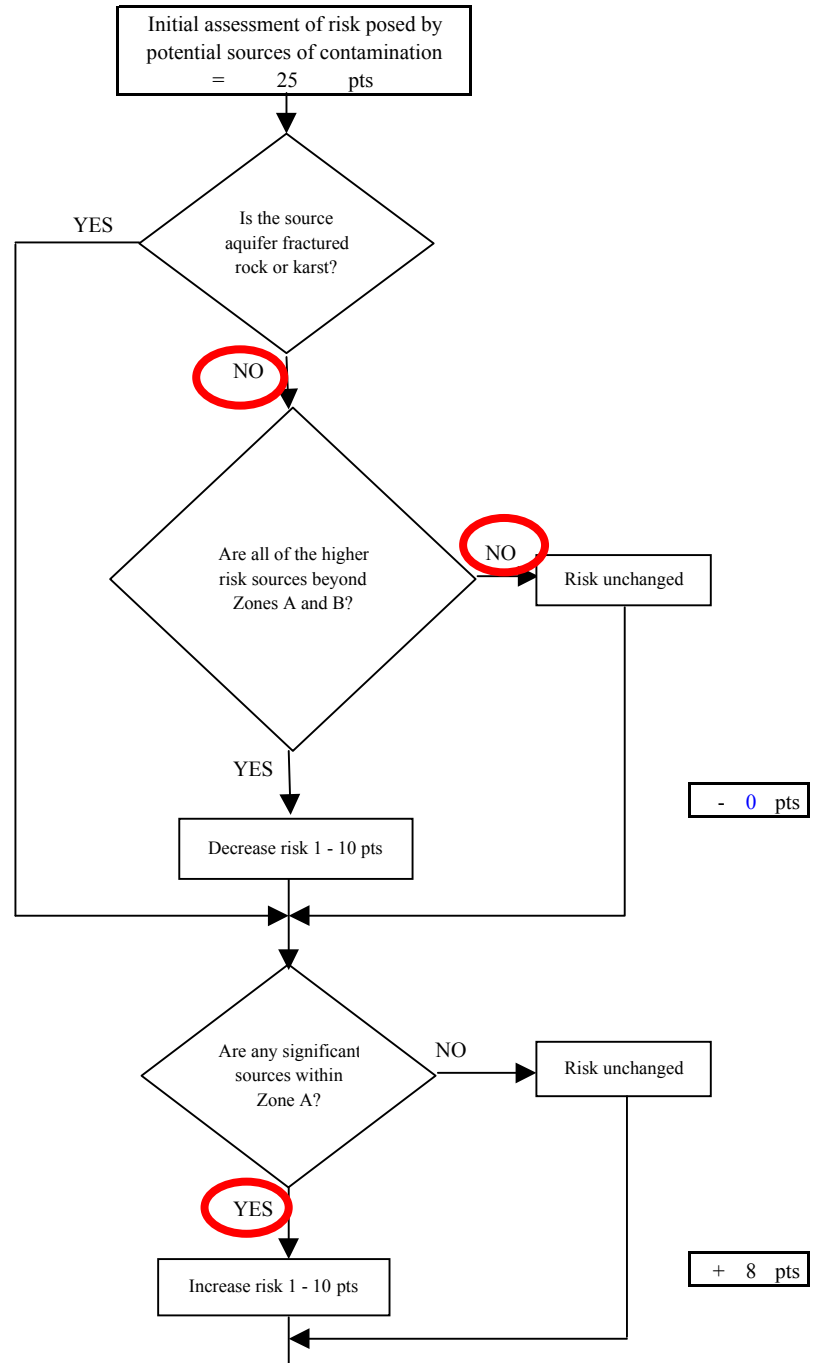 Initial assessment of risk posed by
potential sources of contamination
= 25 pts
YES
Is the source
aquifer fractured
rock or karst?
NO
Are all of the higher
risk sources beyond
Zones A and B?
NO
Risk unchanged
YES
- 0 pts
Decrease risk 1 - 10 pts
Are any significant
sources within
Zone A?
NO
Risk unchanged
YES
+ 8 pts
Increase risk 1 - 10 pts